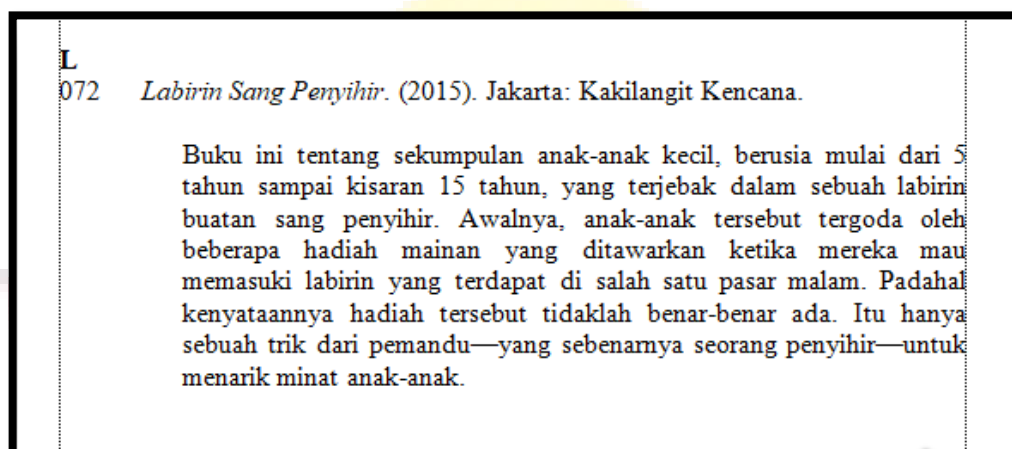 L
072 Labirin Sang Penyihir. (2015). Jakarta: Kakilangit Kencana.
Buku ini tentang sekumpulan anak-anak kecil, berusia mulai dari 5
tahun sampai kisaran 15 tahun, yang terjebak dalam sebuah labirin
buatan sang penyihir. Awalnya, anak-anak tersebut tergoda oleh
beberapa hadiah mainan yang ditawarkan ketika mereka mau
memasuki labirin yang terdapat di salah satu pasar malam. Padahal
kenyataannya hadiah tersebut tidaklah benar-benar ada. Itu hanya
sebuah trik dari pemandu—yang sebenarnya seorang penyihir—untuk
menarik minat anak-anak.